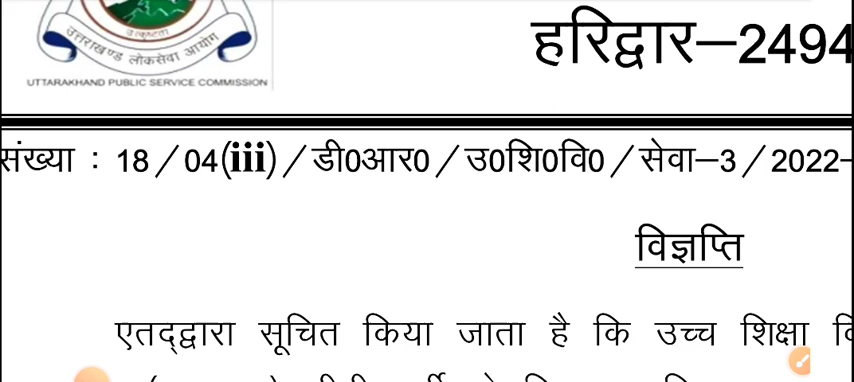 उत्कृष्टता
उत्तराखण्ड लोकसेवा आयोग
UTTARAKHAND PUBLIC SERVICE COMMISSION
हरिद्वार–2494
संख्या : 18/04(iii)/डी0आर0/उ0शि0वि0/सेवा–3/2022-
विज्ञप्ति
एतद्द्वारा सूचित किया जाता है कि उच्च शिक्षा